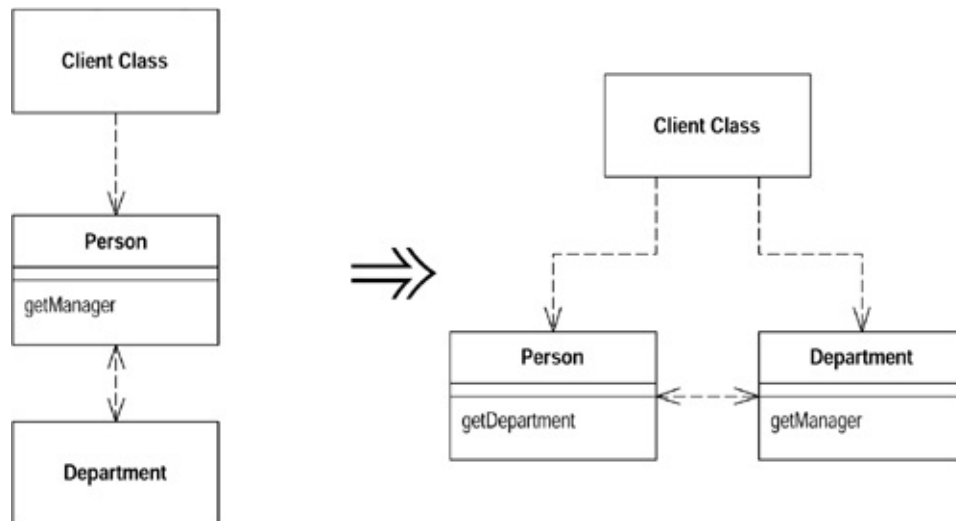 Client Class
Person
getManager
Department
Client Class
Person
getDepartment
Department
getManager